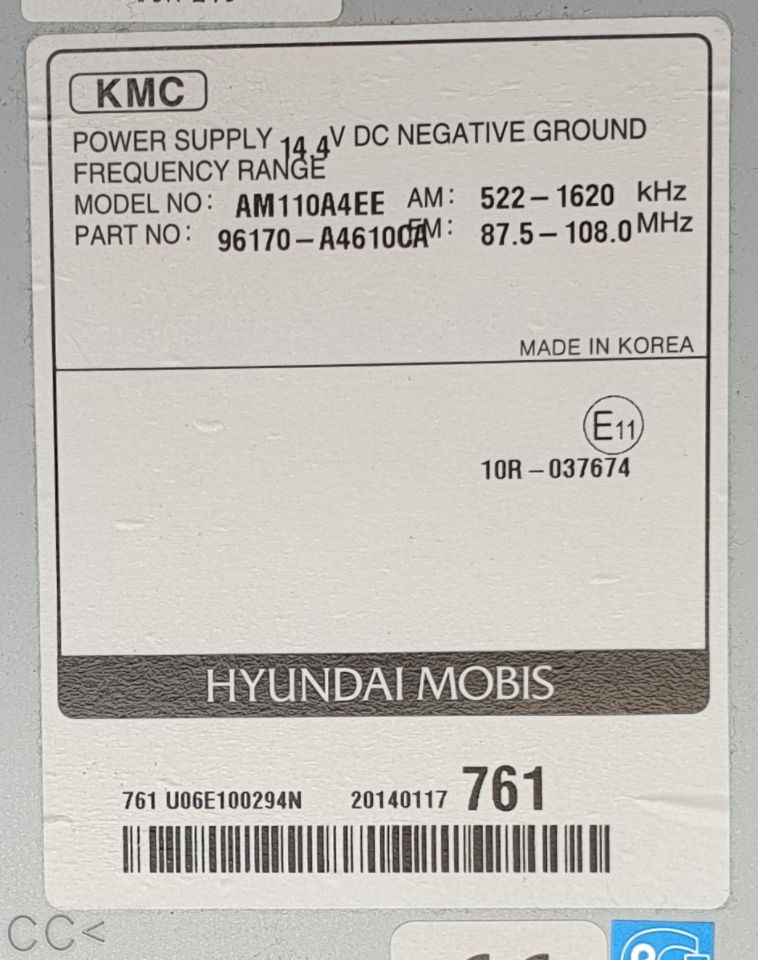 KMC
POWER SUPPLY 14.4V DC NEGATIVE GROUND
FREQUENCY RANGE
MODEL NO: AM110A4EE AM: 522-1620 kHz
PART NO: 96170-A4610CA FM: 87.5-108.0 MHz
MADE IN KOREA
E11
10R-037674
HYUNDAI MOBIS
761 U06E100294N 20140117 761
CC<